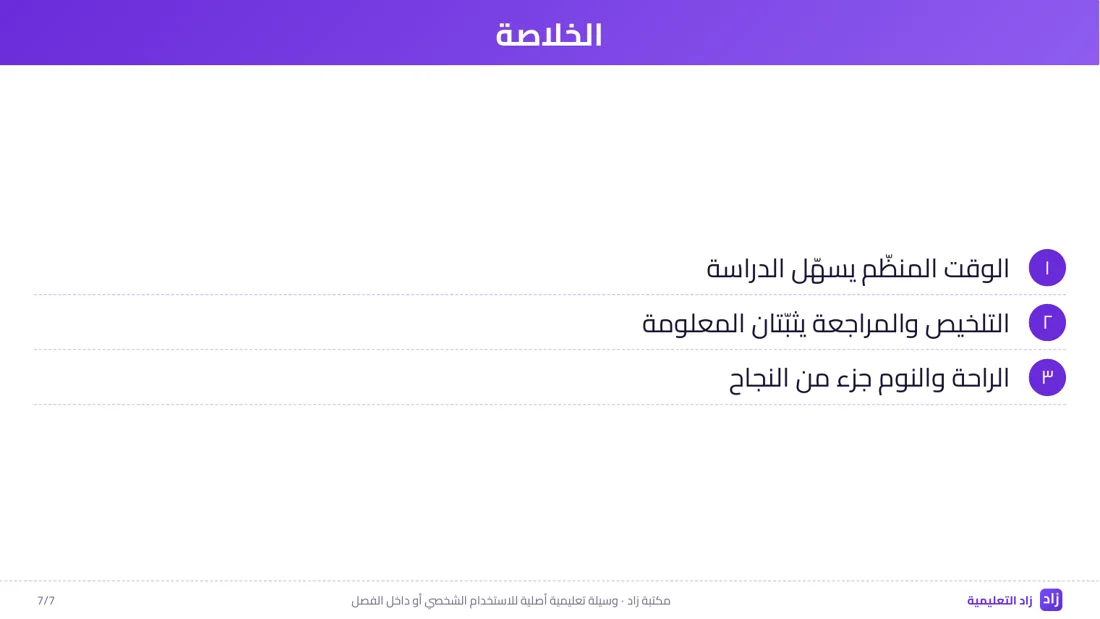 الخلاصة
١ الوقت المنظّم يسهّل الدراسة
٢ التلخيص والمراجعة يثبّتان المعلومة
٣ الراحة والنوم جزء من النجاح
زاد زاد التعليمية
مكتبة زاد · وسيلة تعليمية أصلية للاستخدام الشخصي أو داخل الفصل
7/7